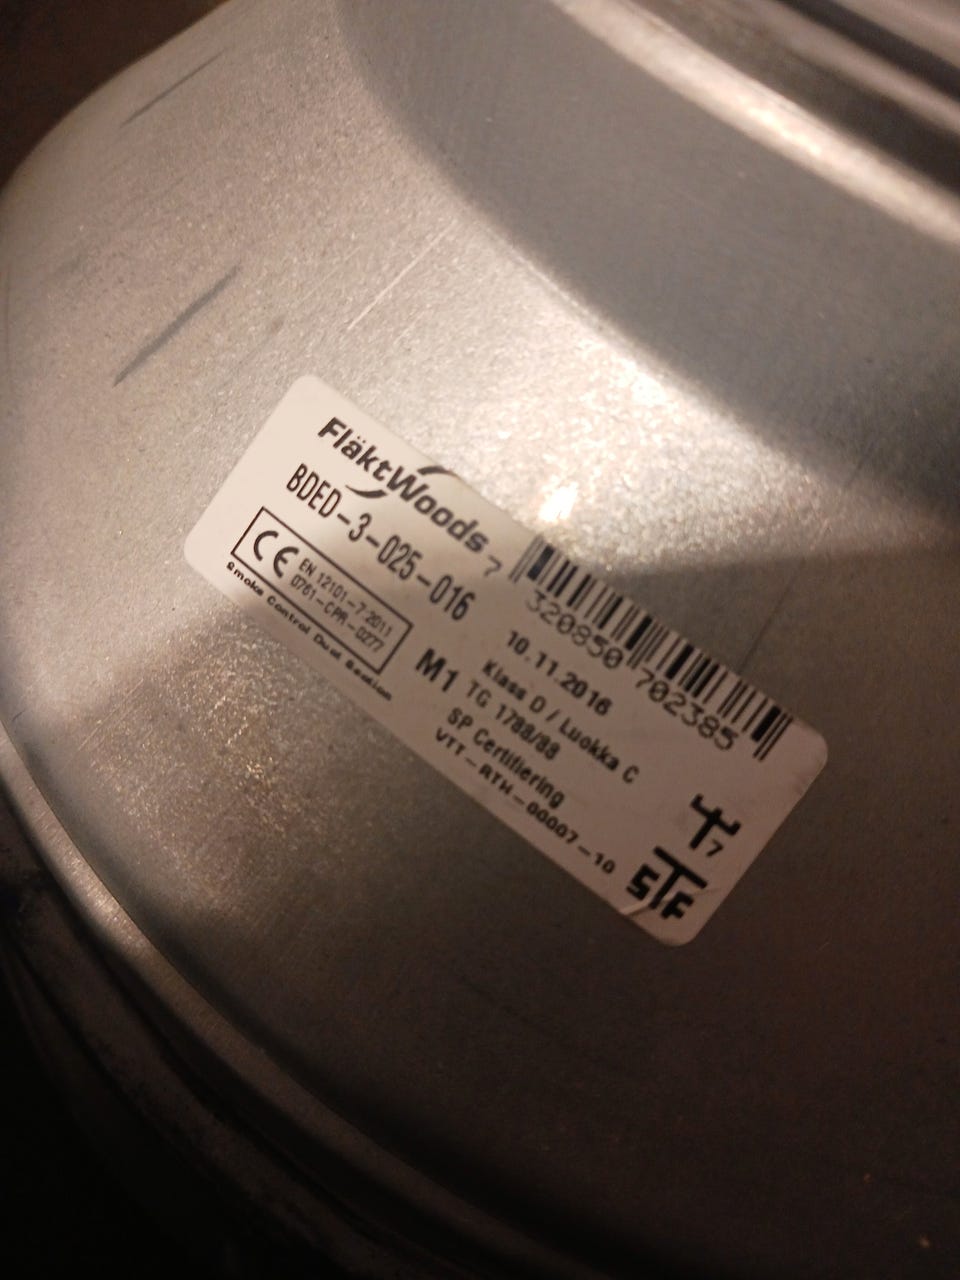 FläktWoods
BDED-3-025-016
CE EN 12101-7:2011
0761-CPR-0277
Smoke Control Duct Section
M1
7 320850 702385
10.11.2016
Klass D / Luokka C
TG 1788/88
SP Certifiering
VTT-RTH-00007-10
7
STF